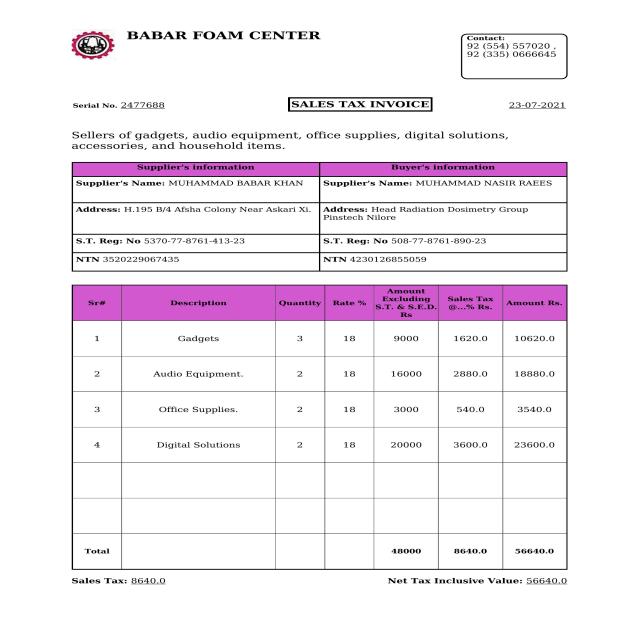 BABAR FOAM CENTER
Contact:
92 (554) 557020 ,
92 (335) 0666645
Serial No. 2477688
SALES TAX INVOICE
23-07-2021
Sellers of gadgets, audio equipment, office supplies, digital solutions,
accessories, and household items.
Supplier's information Buyer's information
Supplier's Name: MUHAMMAD BABAR KHAN Supplier's Name: MUHAMMAD NASIR RAEES
Address: H.195 B/4 Afsha Colony Near Askari Xi. Address: Head Radiation Dosimetry Group
Pinstech Nilore
S.T. Reg: No 5370-77-8761-413-23 S.T. Reg: No 508-77-8761-890-23
NTN 3520229067435 NTN 4230126855059
Sr# Description Quantity Rate % Amount Excluding S.T. & S.E.D. Rs Sales Tax @...% Rs. Amount Rs.
1 Gadgets 3 18 9000 1620.0 10620.0
2 Audio Equipment. 2 18 16000 2880.0 18880.0
3 Office Supplies. 2 18 3000 540.0 3540.0
4 Digital Solutions 2 18 20000 3600.0 23600.0
Total 48000 8640.0 56640.0
Sales Tax: 8640.0 Net Tax Inclusive Value: 56640.0